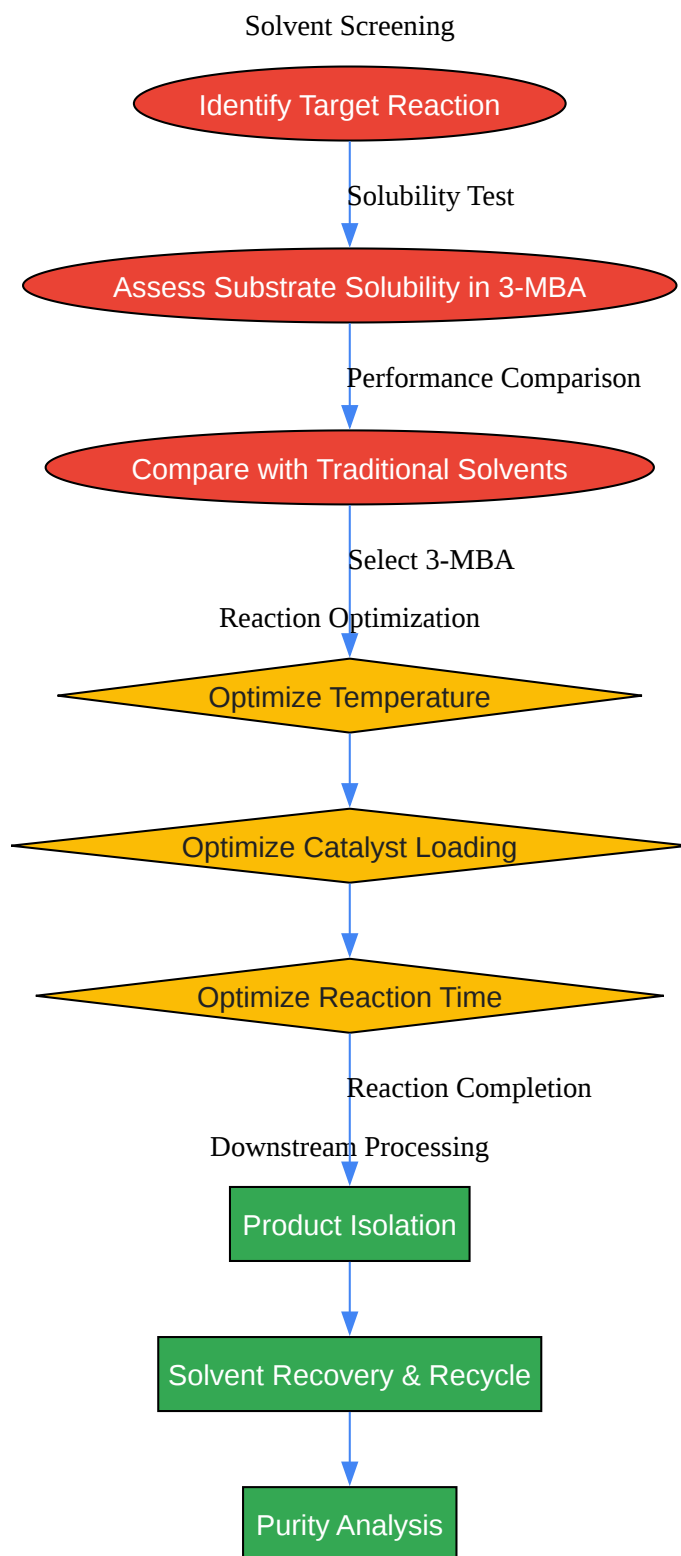 Solvent Screening
Identify Target Reaction
Solubility Test
Assess Substrate Solubility in 3-MBA
Performance Comparison
Compare with Traditional Solvents
Select 3-MBA
Reaction Optimization
Optimize Temperature
Optimize Catalyst Loading
Optimize Reaction Time
Reaction Completion
Downstream Processing
Product Isolation
Solvent Recovery & Recycle
Purity Analysis